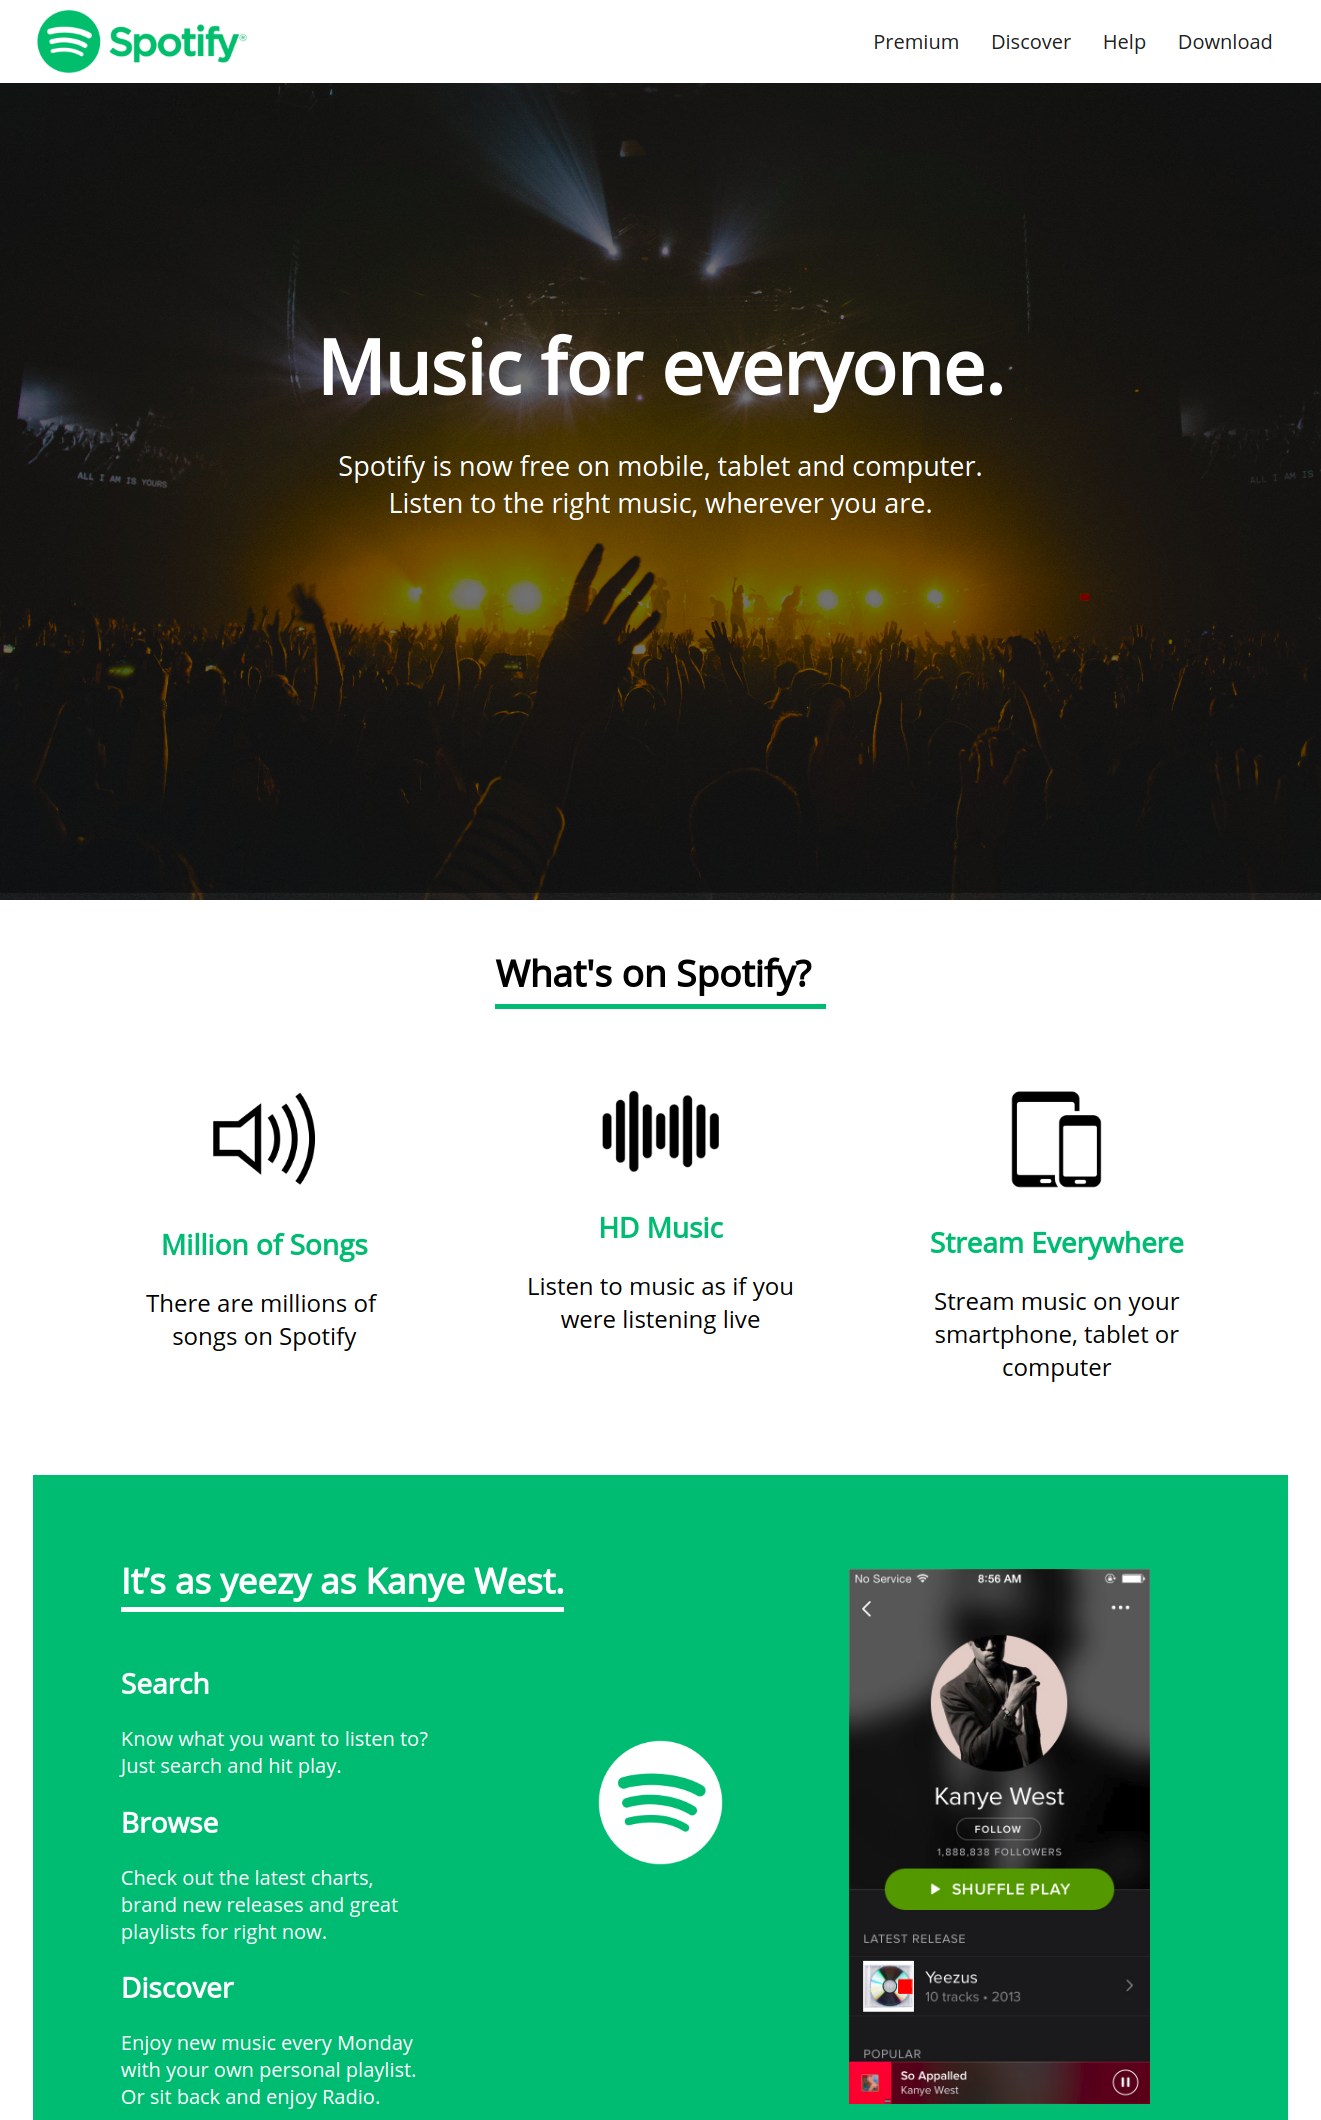 Spotify®
Premium Discover Help Download
Music for everyone.
ALL I AM IS YOURS
ALL I AM IS
Spotify is now free on mobile, tablet and computer.
Listen to the right music, wherever you are.
What's on Spotify?
Million of Songs
There are millions of
songs on Spotify
HD Music
Listen to music as if you
were listening live
Stream Everywhere
Stream music on your
smartphone, tablet or
computer
It’s as yeezy as Kanye West.
Search
Know what you want to listen to?
Just search and hit play.
Browse
Check out the latest charts,
brand new releases and great
playlists for right now.
Discover
Enjoy new music every Monday
with your own personal playlist.
Or sit back and enjoy Radio.
No Service 8:56 AM
Kanye West
FOLLOW
1,888,838 FOLLOWERS
SHUFFLE PLAY
LATEST RELEASE
Yeezus
10 tracks • 2013
POPULAR
So Appalled
Kanye West